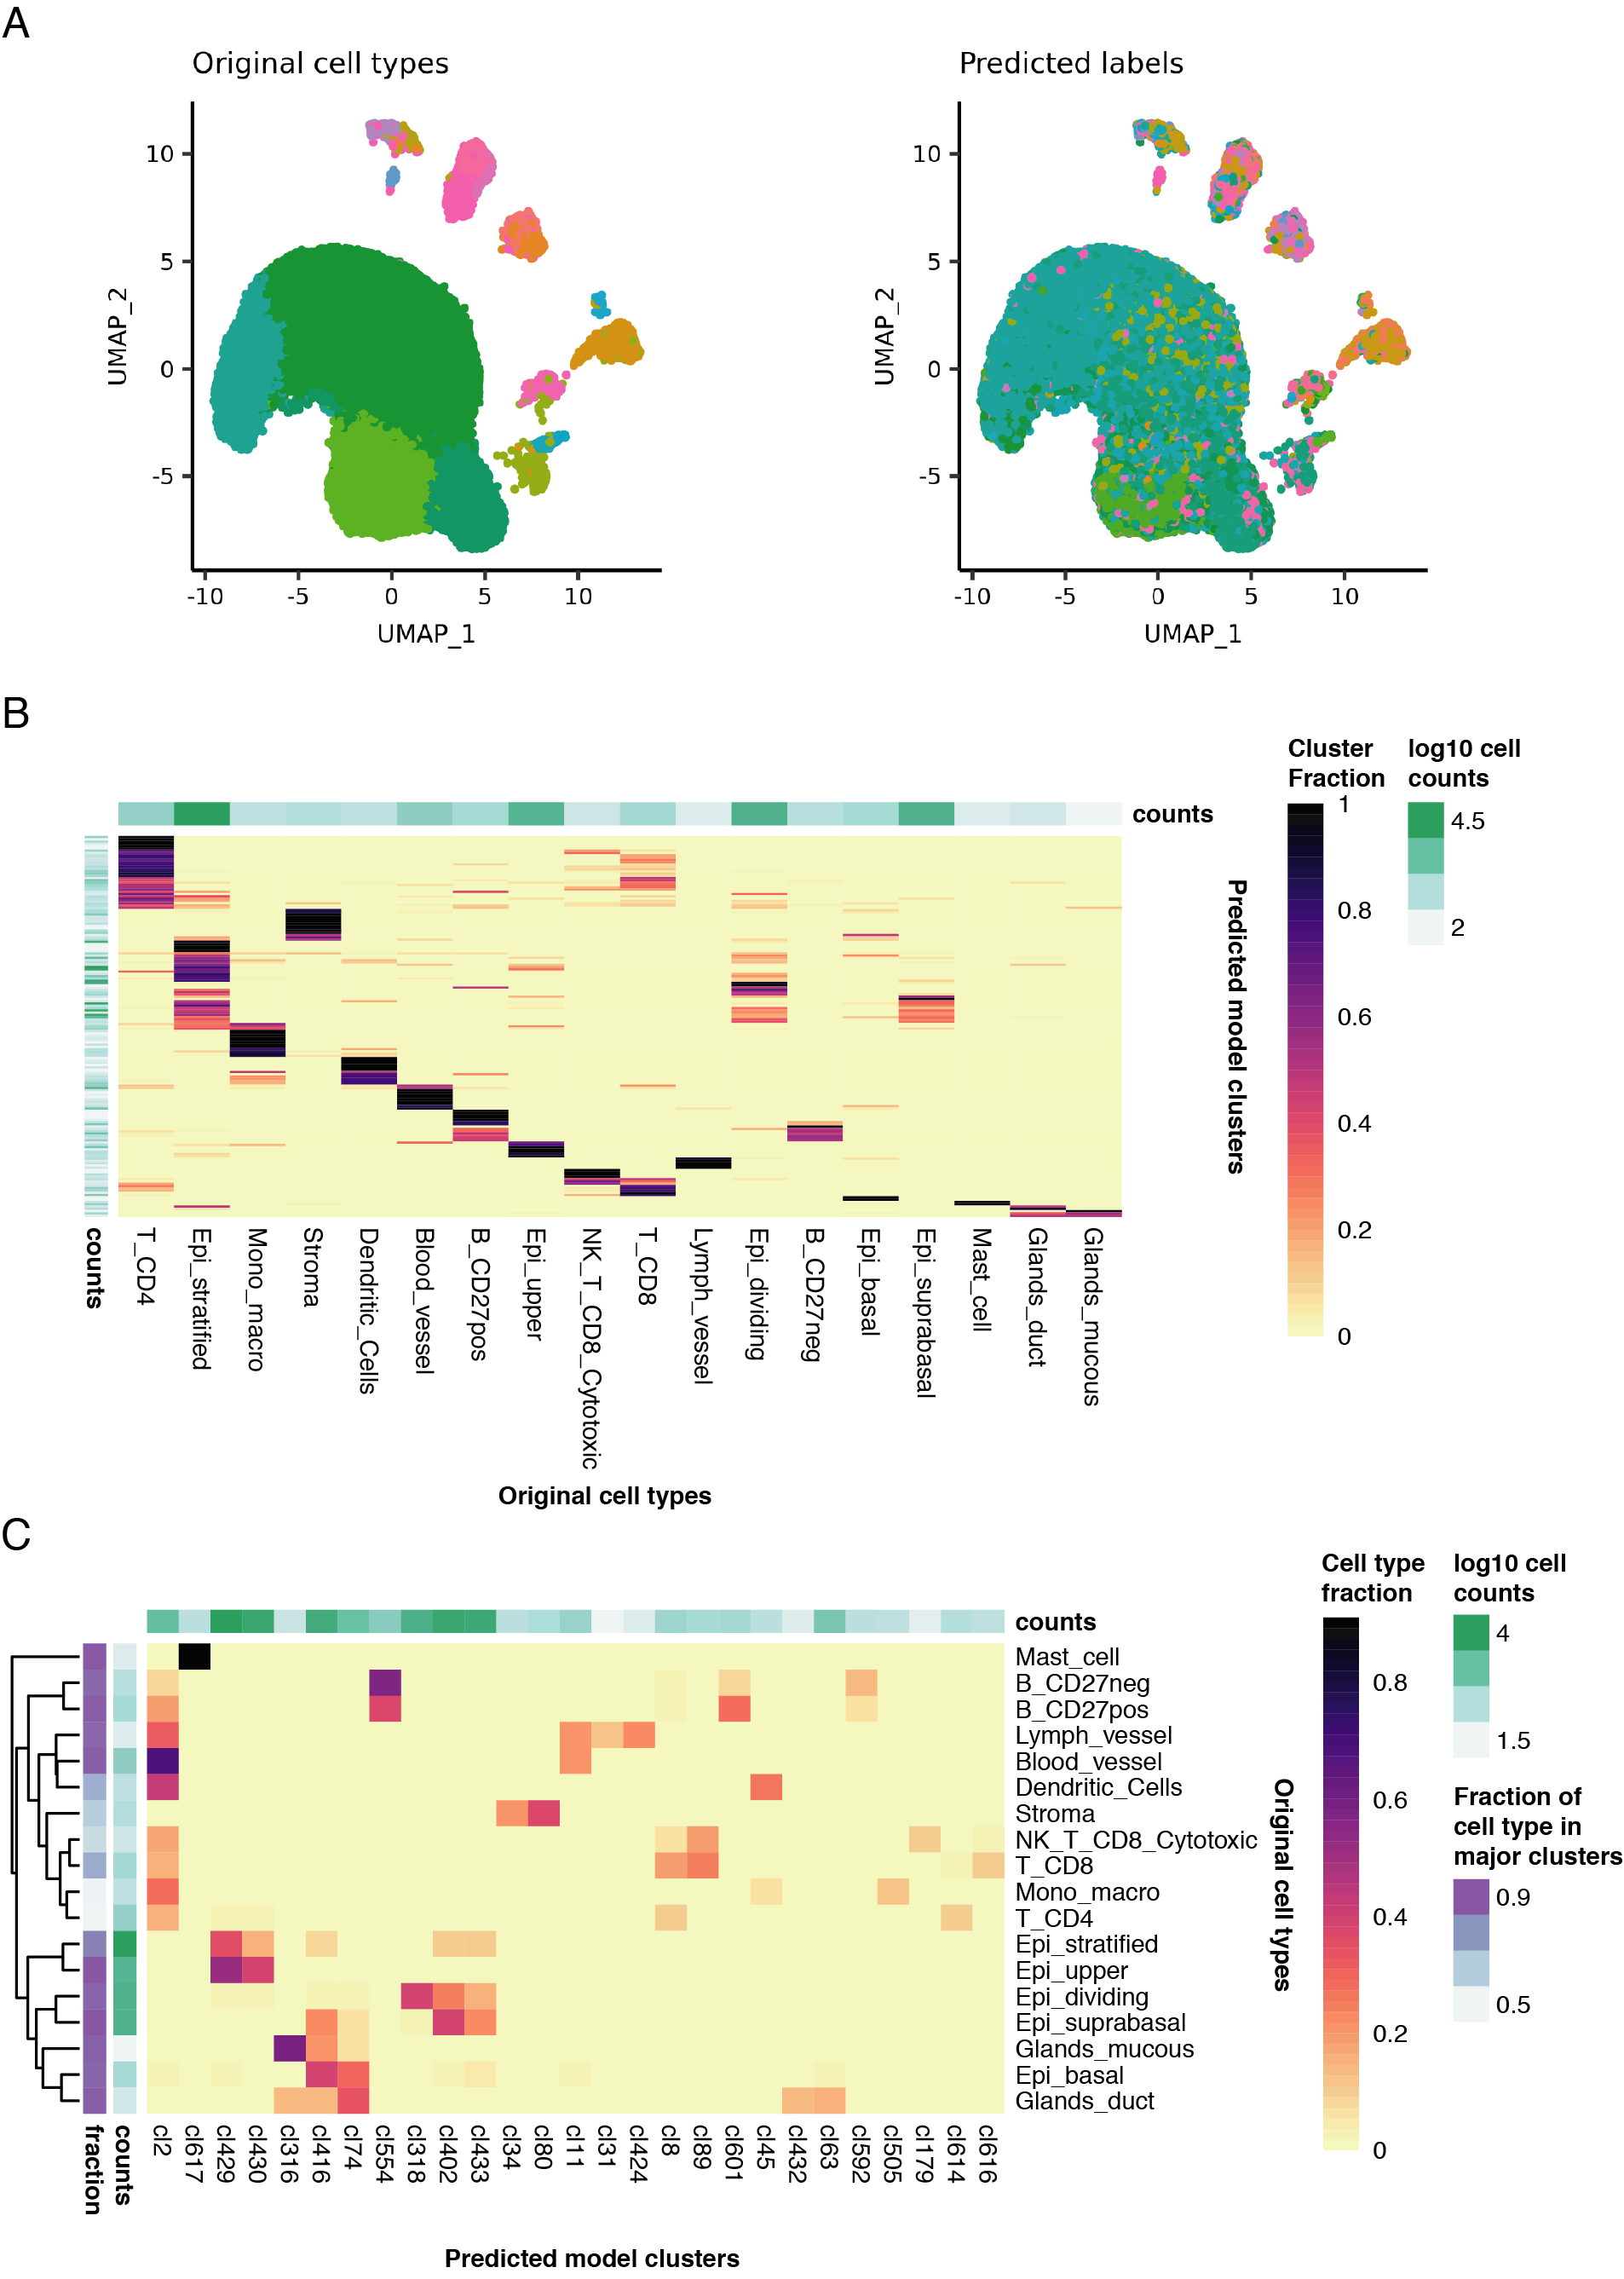 A
Original cell types
Predicted labels
10
5
0
-5
UMAP_2
-10
-5
0
5
10
UMAP_1
10
5
0
-5
UMAP_2
-10
-5
0
5
10
UMAP_1
B
Cluster
Fraction
log10 cell
counts
1
0.8
0.6
0.4
0.2
0
4.5
2
counts
Predicted model clusters
counts
T_CD4
Epi_stratified
Mono_macro
Stroma
Dendritic_Cells
Blood_vessel
B_CD27pos
Epi_upper
NK_T_CD8_Cytotoxic
T_CD8
Lymph_vessel
Epi_dividing
B_CD27neg
Epi_basal
Epi_suprabasal
Mast_cell
Glands_duct
Glands_mucous
Original cell types
C
Cell type
fraction
log10 cell
counts
0.8
0.6
0.4
0.2
0
4
1.5
Fraction of
cell type in
major clusters
0.9
0.5
counts
Mast_cell
B_CD27neg
B_CD27pos
Lymph_vessel
Blood_vessel
Dendritic_Cells
Stroma
NK_T_CD8_Cytotoxic
T_CD8
Mono_macro
T_CD4
Epi_stratified
Epi_upper
Epi_dividing
Epi_suprabasal
Glands_mucous
Epi_basal
Glands_duct
Original cell types
fraction
counts
cl2
cl617
cl429
cl430
cl316
cl416
cl74
cl554
cl318
cl402
cl433
cl34
cl80
cl11
cl31
cl424
cl8
cl89
cl601
cl45
cl432
cl63
cl592
cl505
cl179
cl614
cl616
Predicted model clusters